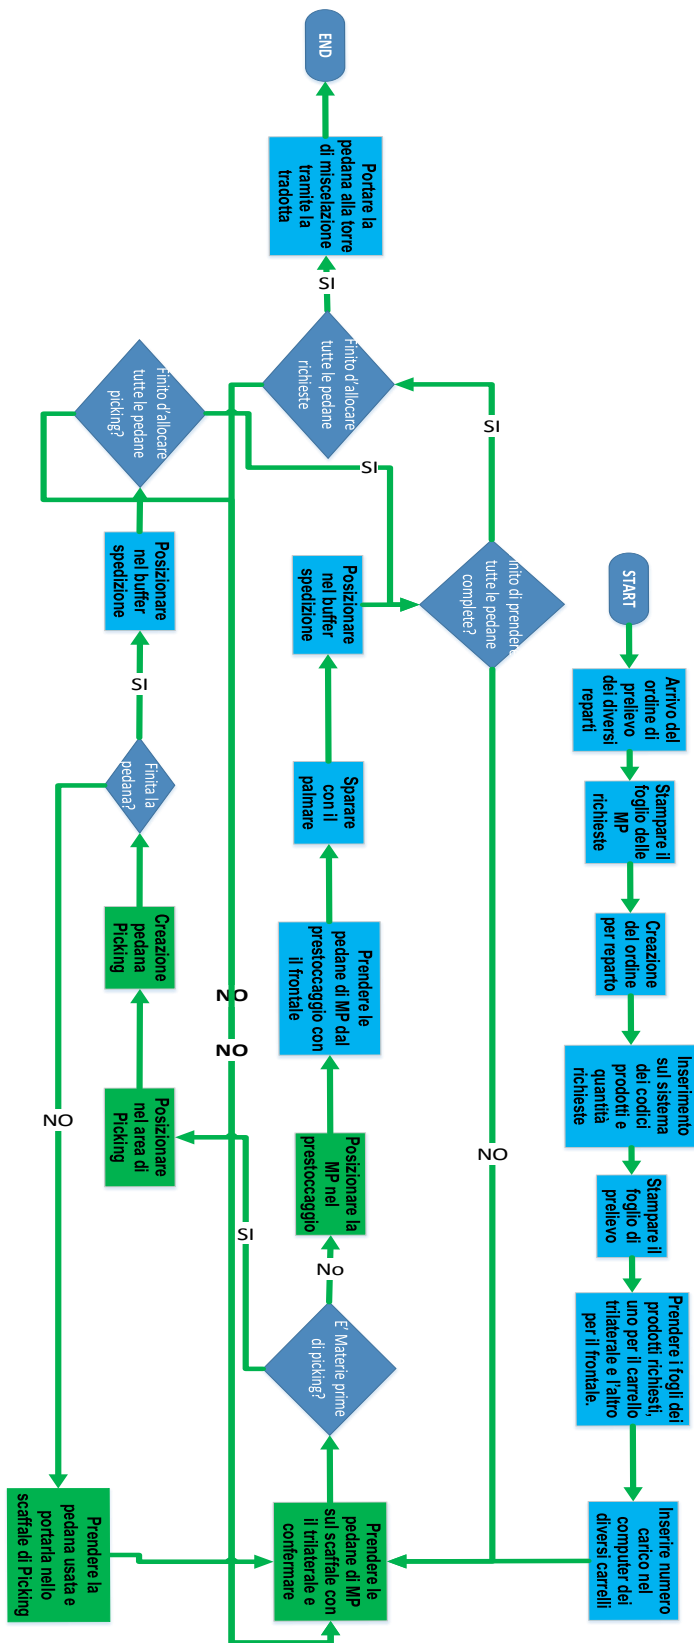 START
Arrivo del
ordine di
prelievo
dei diversi
reparti
Stampare il
foglio delle
MP
richieste
Creazione
del ordine
per reparto
Inserimento
sul sistema
dei codici
prodotti e
quantità
richieste
Stampare il
foglio di
prelievo
Prendere i fogli dei
prodotti richiesti,
uno per il carrello
trilaterale e l'altro
per il frontale.
Inserire numero
carico nel
computer dei
diversi carrelli
Prendere le
pedane di MP
sul scaffale con
il trilaterale e
confermare
E' Materie prime
di picking?
No
Posizionare la
MP nel
prestoccaggio
Prendere le
pedane di MP dal
prestoccaggio con
il frontale
Sparare
con il
palmare
Posizionare
nel buffer
spedizione
inito di prendere
tutte le pedane
complete?
NO
SI
Finito d'allocare
tutte le pedane
richieste
SI
Portare la
pedana alla torre
di miscelazione
tramite la
tradotta
END
SI
Posizionare
nel area di
Picking
Creazione
pedana
Picking
Finita la
pedana?
SI
Posizionare
nel buffer
spedizione
Finito d'allocare
tutte le pedane
picking?
SI
NO
NO
NO
Prendere la
pedana usata e
portarla nello
scaffale di Picking